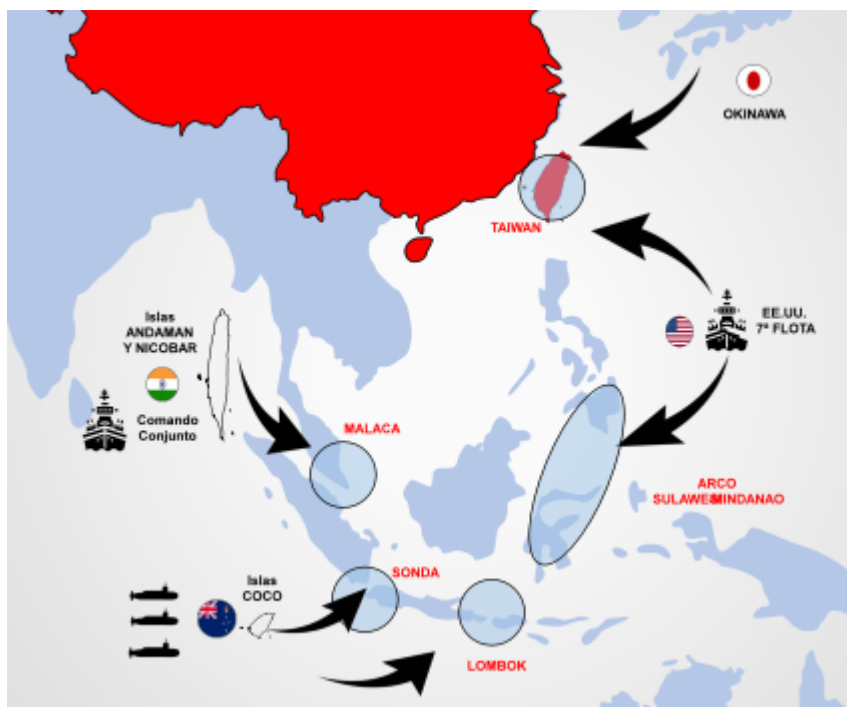 OKINAWA
TAIWAN
Islas
ANDAMAN
Y NICOBAR
EE.UU.
7ª FLOTA
Comando
Conjunto
MALACA
ARCO
SULAWESI MINDANAO
SONDA
Islas
COCO
LOMBOK